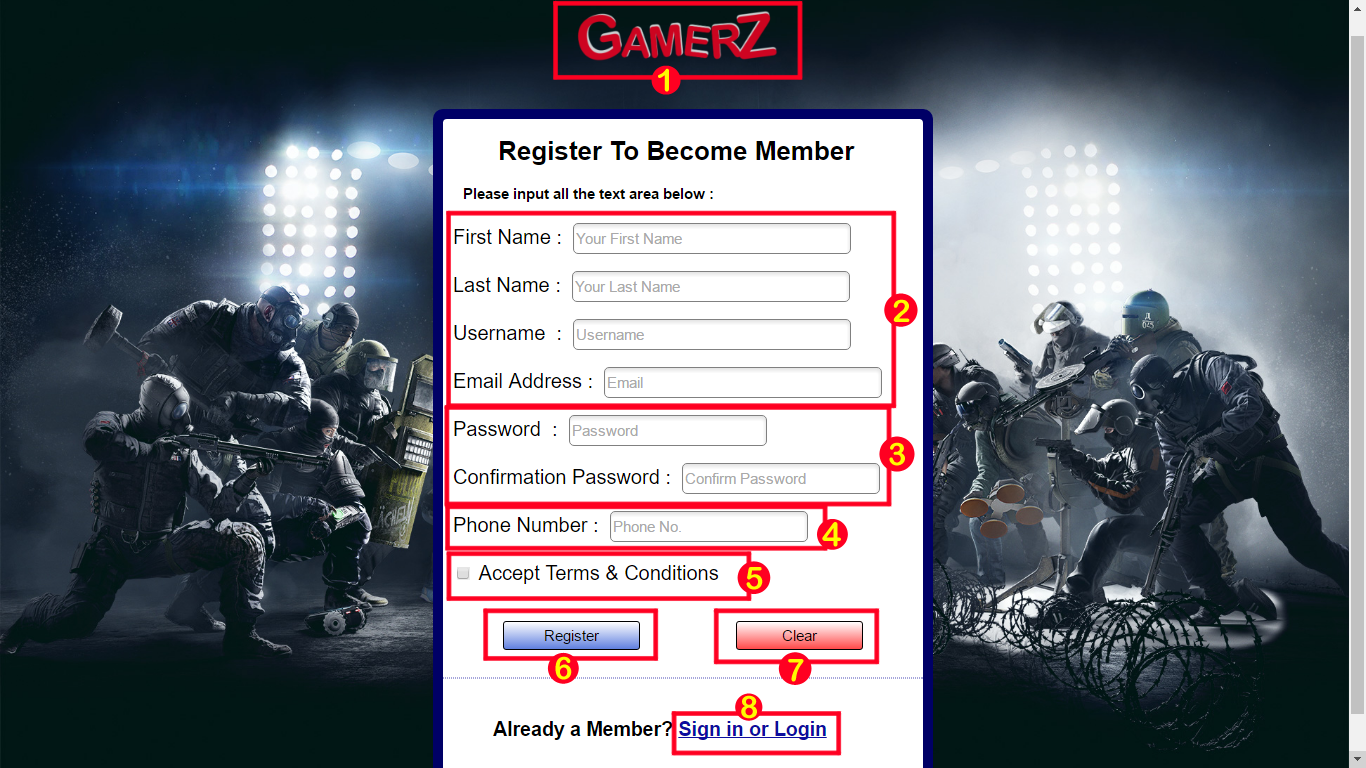 GAMERZ
1
Register To Become Member
Please input all the text area below :
First Name : Your First Name
Last Name : Your Last Name
2
Username : Username
Email Address : Email
Password : Password
3
Confirmation Password : Confirm Password
Phone Number : Phone No.
4
Accept Terms & Conditions
5
Register Clear
6 7
8
Already a Member? Sign in or Login